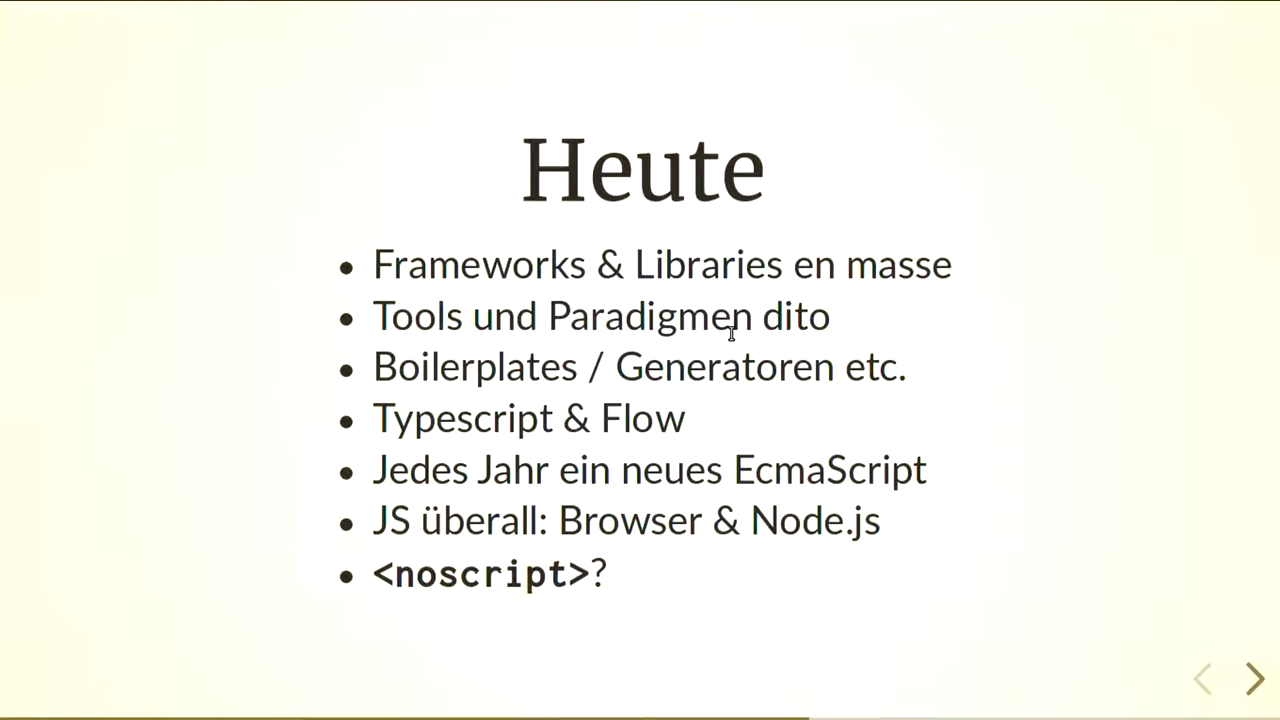 Heute
Frameworks & Libraries en masse
Tools und Paradigmen dito
Boilerplates / Generatoren etc.
Typescript & Flow
Jedes Jahr ein neues EcmaScript
JS überall: Browser & Node.js
<noscript>?